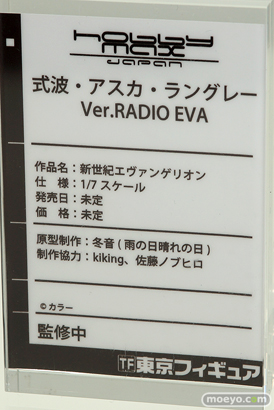 hobby
max
JAPAN
式波・アスカ・ラングレー
Ver.RADIO EVA
作品名：新世紀エヴァンゲリオン
仕　様：1/7 スケール
発売日：未定
価　格：未定
原型制作：冬音 ( 雨の日晴れの日 )
制作協力：kiking、佐藤ノブヒロ
© カラー
監修中
TF 東京フィギュア
moeyo.com